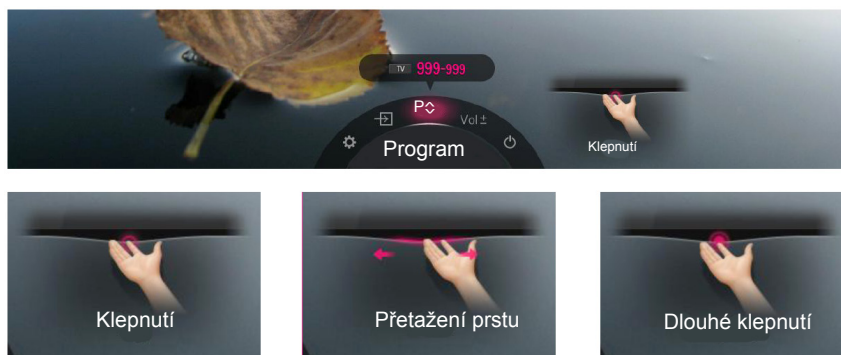 TV 999-999
P
Vol ±
Program
Klepnutí
Klepnutí
Přetažení prstu
Dlouhé klepnutí